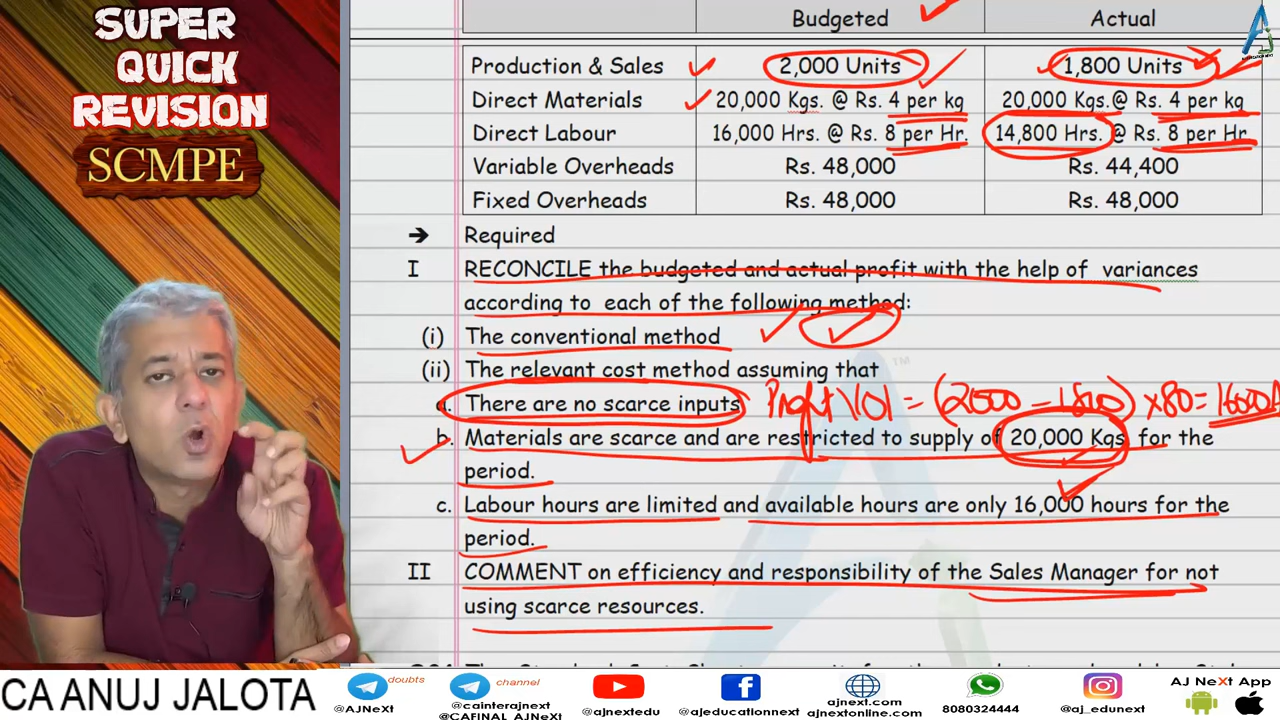 SUPER
QUICK
REVISION
SCMPE
Budgeted Actual
Production & Sales 2,000 Units 1,800 Units
Direct Materials 20,000 Kgs. @ Rs. 4 per kg 20,000 Kgs.@ Rs. 4 per kg
Direct Labour 16,000 Hrs. @ Rs. 8 per Hr. 14,800 Hrs. @ Rs. 8 per Hr
Variable Overheads Rs. 48,000 Rs. 44,400
Fixed Overheads Rs. 48,000 Rs. 48,000
➔ Required
I RECONCILE the budgeted and actual profit with the help of variances
according to each of the following method:
(i) The conventional method
(ii) The relevant cost method assuming that
a. There are no scarce inputs Profit Vol = (2000 - 1800) x 80 = 16000A
b. Materials are scarce and are restricted to supply of 20,000 Kgs for the
period.
c. Labour hours are limited and available hours are only 16,000 hours for the
period.
II COMMENT on efficiency and responsibility of the Sales Manager for not
using scarce resources.
CA ANUJ JALOTA
doubts
@AJNeXt
channel
@cainterajnext
@CAFINAL_AJNeXt
@ajnextedu
@ajeducationnext
ajnext.com
ajnextonline.com
8080324444
@aj_edunext
AJ NeXt App